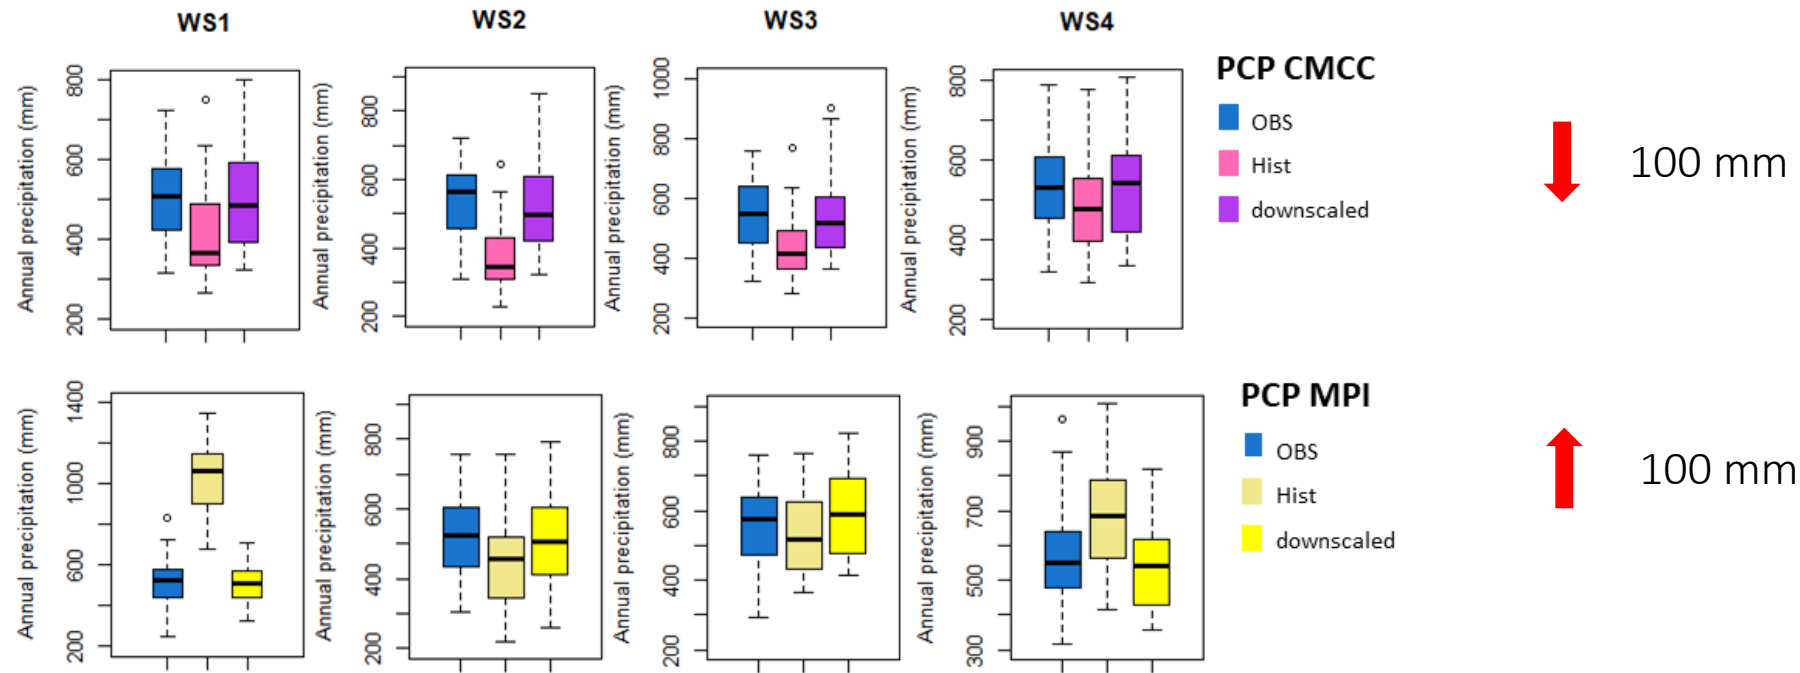 WS1
WS2
WS3
WS4
Annual precipitation (mm)
200 400 600 800
Annual precipitation (mm)
200 400 600 800
Annual precipitation (mm)
200 400 600 800 1000
Annual precipitation (mm)
200 400 600 800
PCP CMCC
OBS
Hist
downscaled
100 mm
Annual precipitation (mm)
200 600 1000 1400
Annual precipitation (mm)
200 400 600 800
Annual precipitation (mm)
200 400 600 800
Annual precipitation (mm)
300 500 700 900
PCP MPI
OBS
Hist
downscaled
100 mm